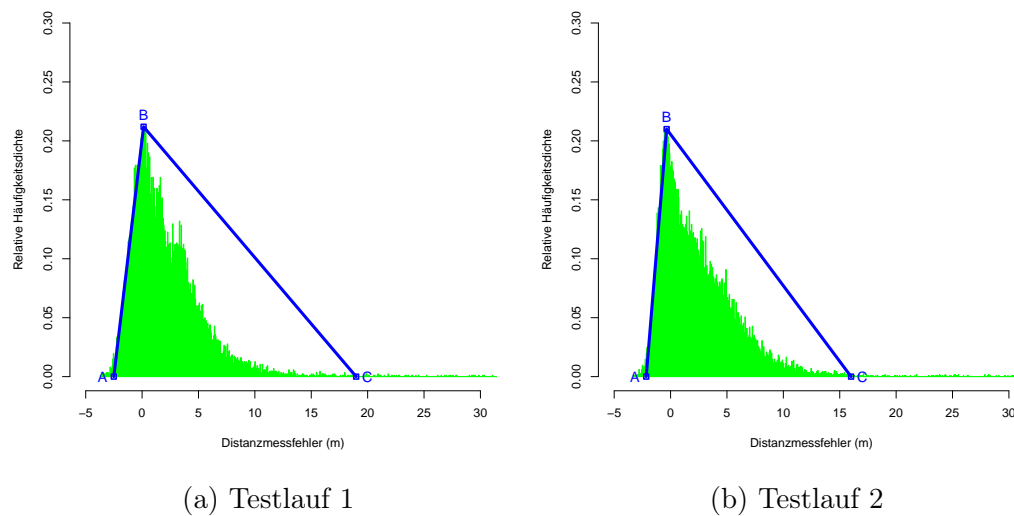 0.00 0.05 0.10 0.15 0.20 0.25 0.30
Relative Häufigkeitsdichte
A
B
C
−5 0 5 10 15 20 25 30
Distanzmessfehler (m)
(a) Testlauf 1
0.00 0.05 0.10 0.15 0.20 0.25 0.30
Relative Häufigkeitsdichte
A
B
C
−5 0 5 10 15 20 25 30
Distanzmessfehler (m)
(b) Testlauf 2